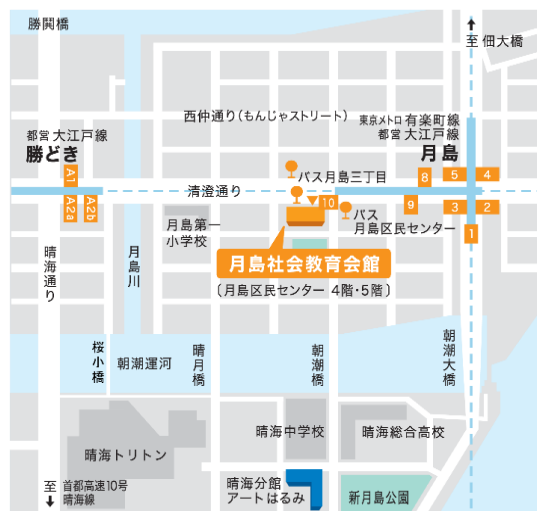 勝鬨橋
至 佃大橋
西仲通り(もんじゃストリート)
東京メトロ 有楽町線
都営 大江戸線
月島
都営 大江戸線
勝どき
A1
A2a
A2b
清澄通り
バス月島三丁目
8
5
4
10
9
3
2
1
バス
月島区民センター
月島第一
小学校
月島社会教育会館
〔月島区民センター 4階・5階〕
晴海通り
月島川
桜小橋
朝潮運河
晴月橋
朝潮橋
朝潮大橋
晴海トリトン
晴海中学校
晴海総合高校
至 首都高速10号
晴海線
晴海分館
アートはるみ
新月島公園